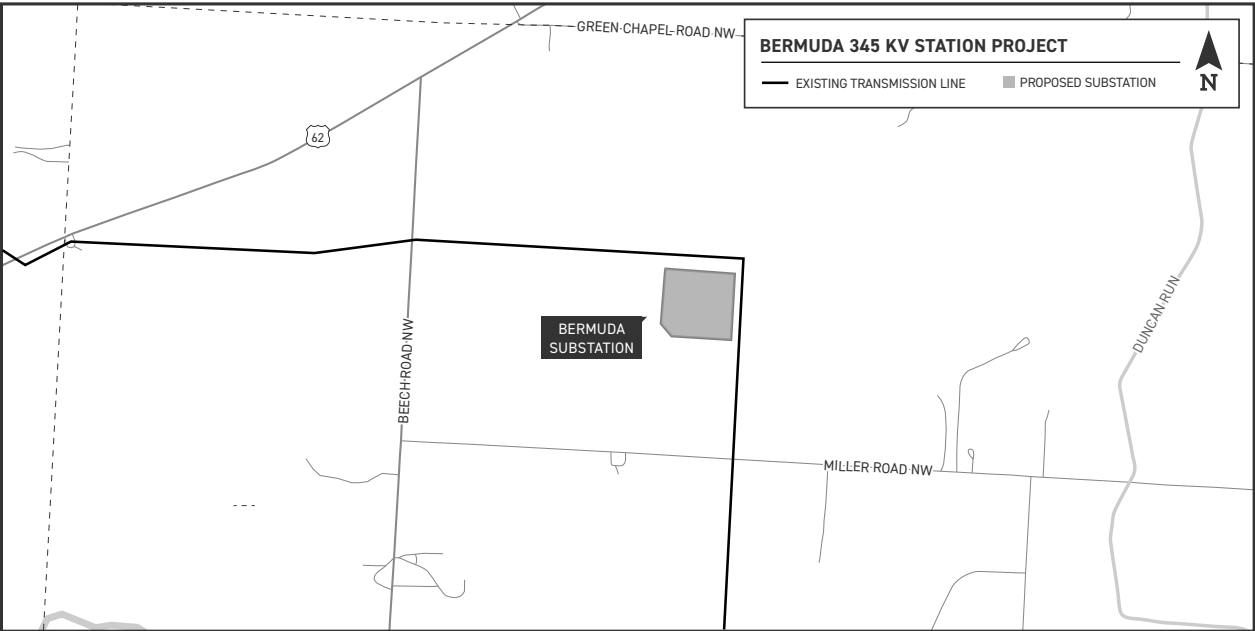 GREEN CHAPEL ROAD NW
BERMUDA 345 KV STATION PROJECT
EXISTING TRANSMISSION LINE
PROPOSED SUBSTATION
N
62
BERMUDA
SUBSTATION
BEECH ROAD NW
DUNCAN RUN
MILLER ROAD NW